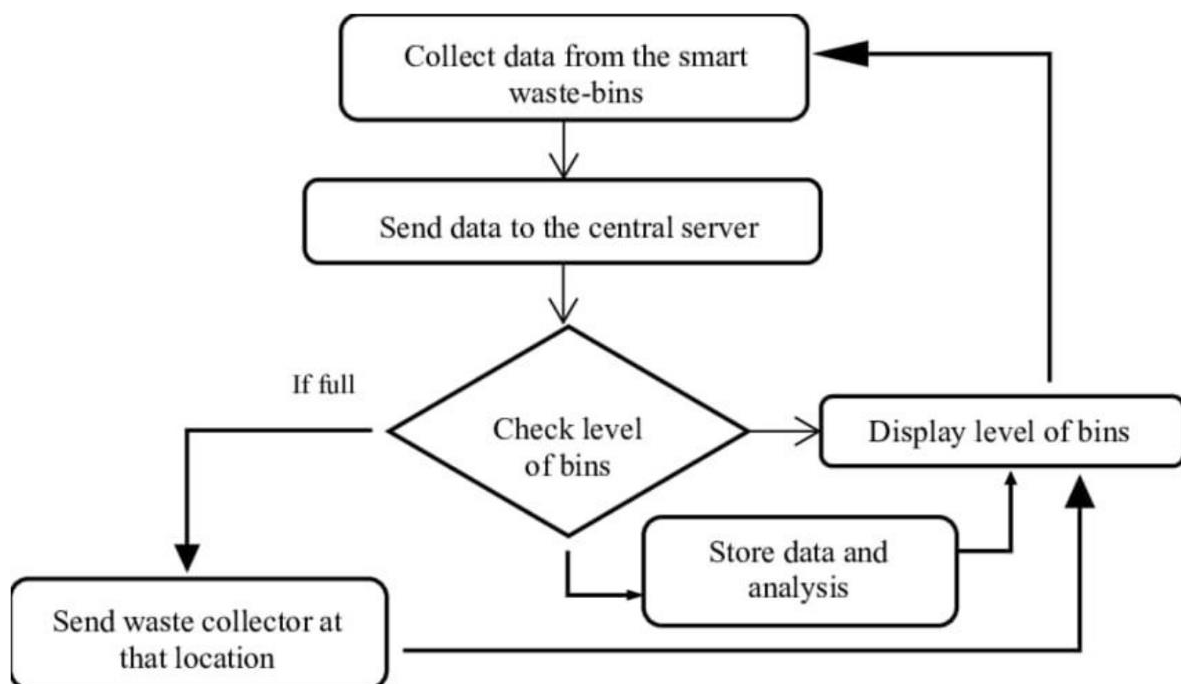 Collect data from the smart
waste-bins
Send data to the central server
If full
Check level
of bins
Display level of bins
Store data and
analysis
Send waste collector at
that location